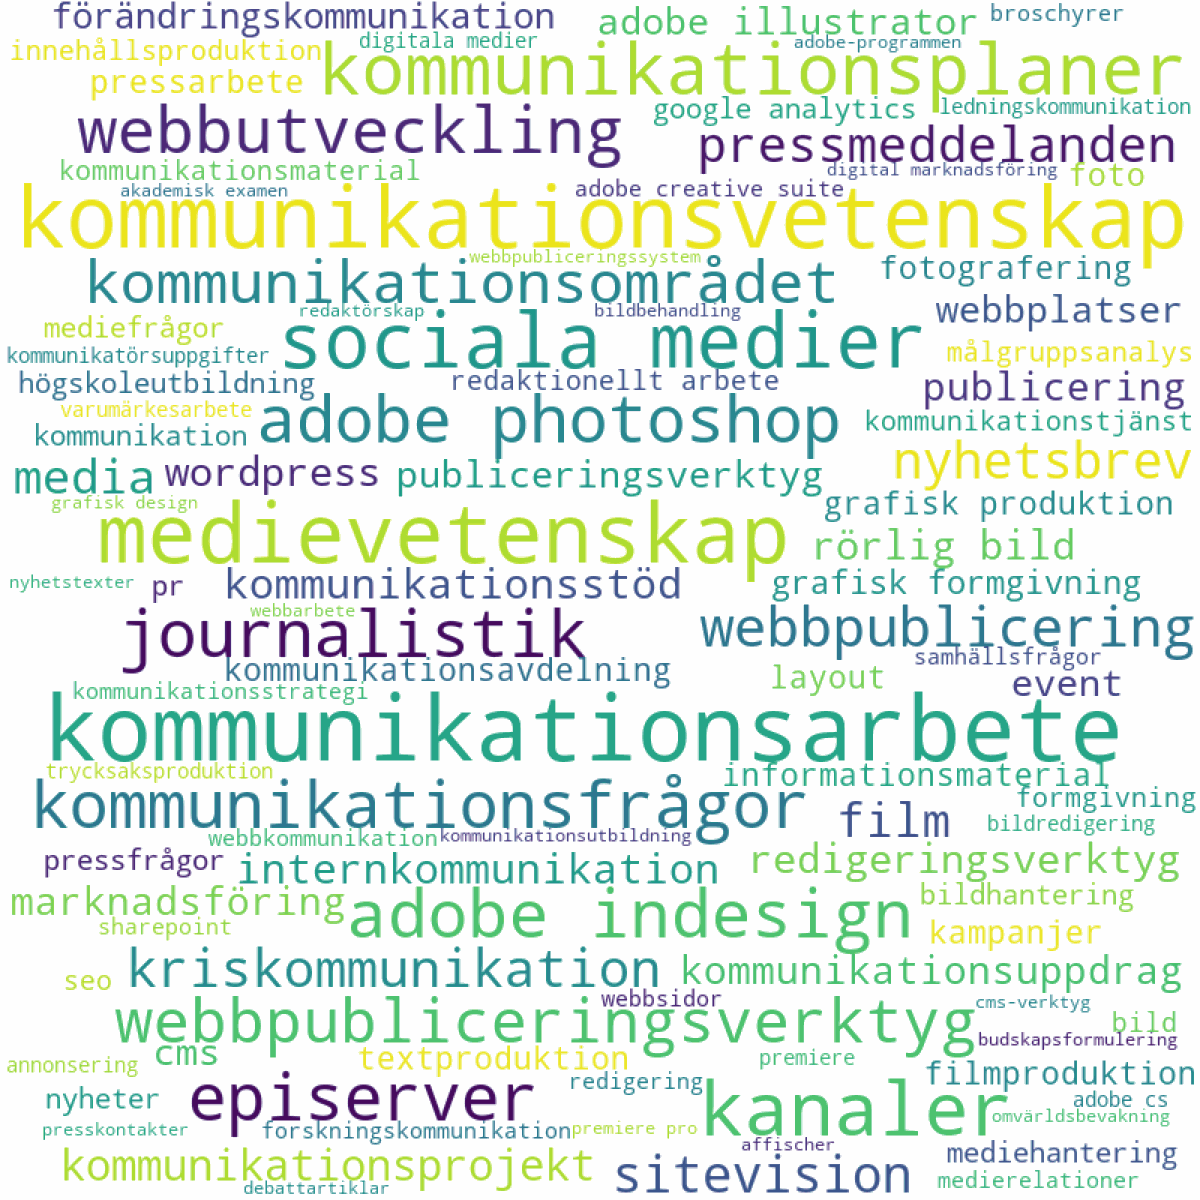 förändringskommunikation
adobe illustrator
broschyrer
innehållsproduktion
digitala medier
adobe-programmen
pressarbete
kommunikationsplaner
google analytics
ledningskommunikation
webbutveckling
pressmeddelanden
kommunikationsmaterial
digital marknadsföring
foto
akademisk examen
adobe creative suite
kommunikationsvetenskap
webbpubliceringssystem
kommunikationsområdet
fotografering
redaktörskap
bildbehandling
webbplatser
mediefrågor
sociala medier
kommunikatörsuppgifter
målgruppsanalys
högskoleutbildning
redaktionellt arbete
publicering
varumärkesarbete
adobe photoshop
kommunikationstjänst
kommunikation
media
wordpress
publiceringsverktyg
nyhetsbrev
grafisk design
grafisk produktion
medievetenskap
rörlig bild
nyhetstexter
pr
kommunikationsstöd
grafisk formgivning
webbarbete
journalistik
webbpublicering
kommunikationsavdelning
samhällsfrågor
kommunikationsstrategi
layout
event
kommunikationsarbete
trycksaksproduktion
informationsmaterial
kommunikationsfrågor
film
formgivning
webbkommunikation
kommunikationsutbildning
bildredigering
pressfrågor
internkommunikation
redigeringsverktyg
marknadsföring
adobe indesign
bildhantering
sharepoint
kampanjer
seo
kriskommunikation
kommunikationsuppdrag
webbsidor
cms-verktyg
webbpubliceringsverktyg
bild
budskapsformulering
annonsering
cms
textproduktion
premiere
filmproduktion
nyheter
episerver
redigering
kanaler
adobe cs
omvärldsbevakning
presskontakter
forskningskommunikation
premiere pro
affischer
mediehantering
kommunikationsprojekt
sitevision
medierelationer
debattartiklar